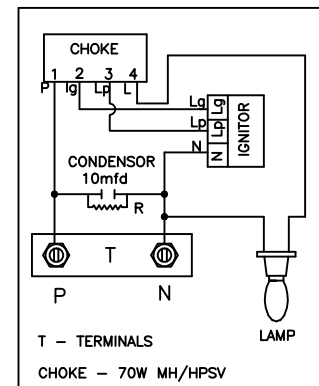 CHOKE
1 2 3 4
P Ig Lp L
Lg Lg
Lp Lp
N N
IGNITOR
CONDENSOR
10mfd
R
T
P N
LAMP
T - TERMINALS
CHOKE - 70W MH/HPSV